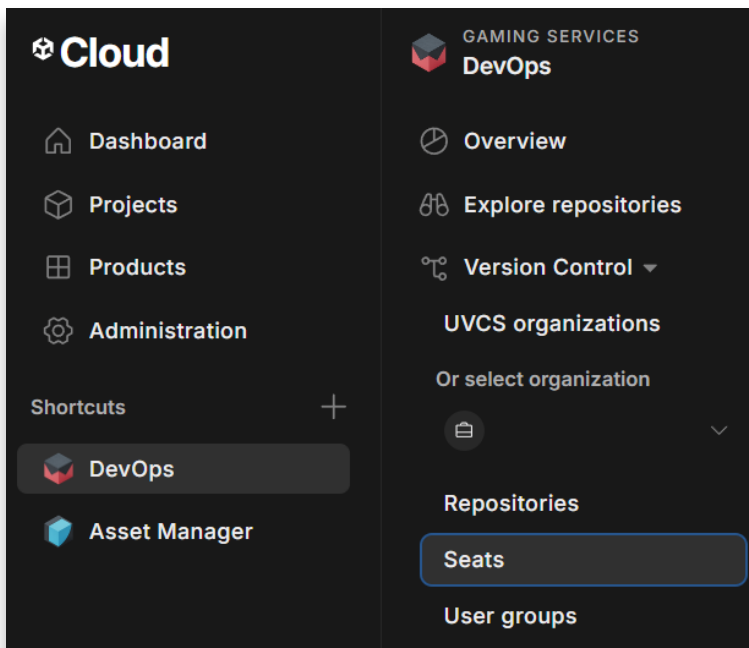 Cloud
Dashboard
Projects
Products
Administration
Shortcuts
DevOps
Asset Manager
GAMING SERVICES
DevOps
Overview
Explore repositories
Version Control
UVCS organizations
Or select organization
Repositories
Seats
User groups